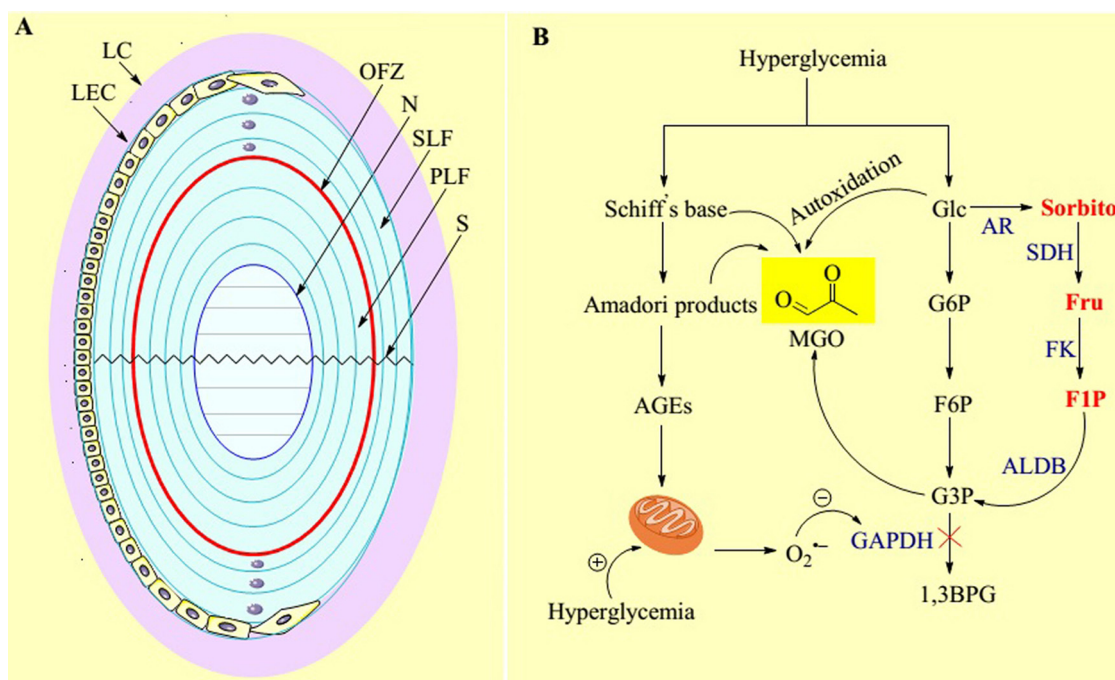 A
LC
LEC
OFZ
N
SLF
PLF
S
B
Hyperglycemia
Schiff's base
Autoxidation
Glc
AR
Sorbito
SDH
Amadori products
O
O
MGO
G6P
Fru
FK
AGEs
F6P
F1P
ALDB
G3P
+
Hyperglycemia
O2•−
−
GAPDH
1,3BPG